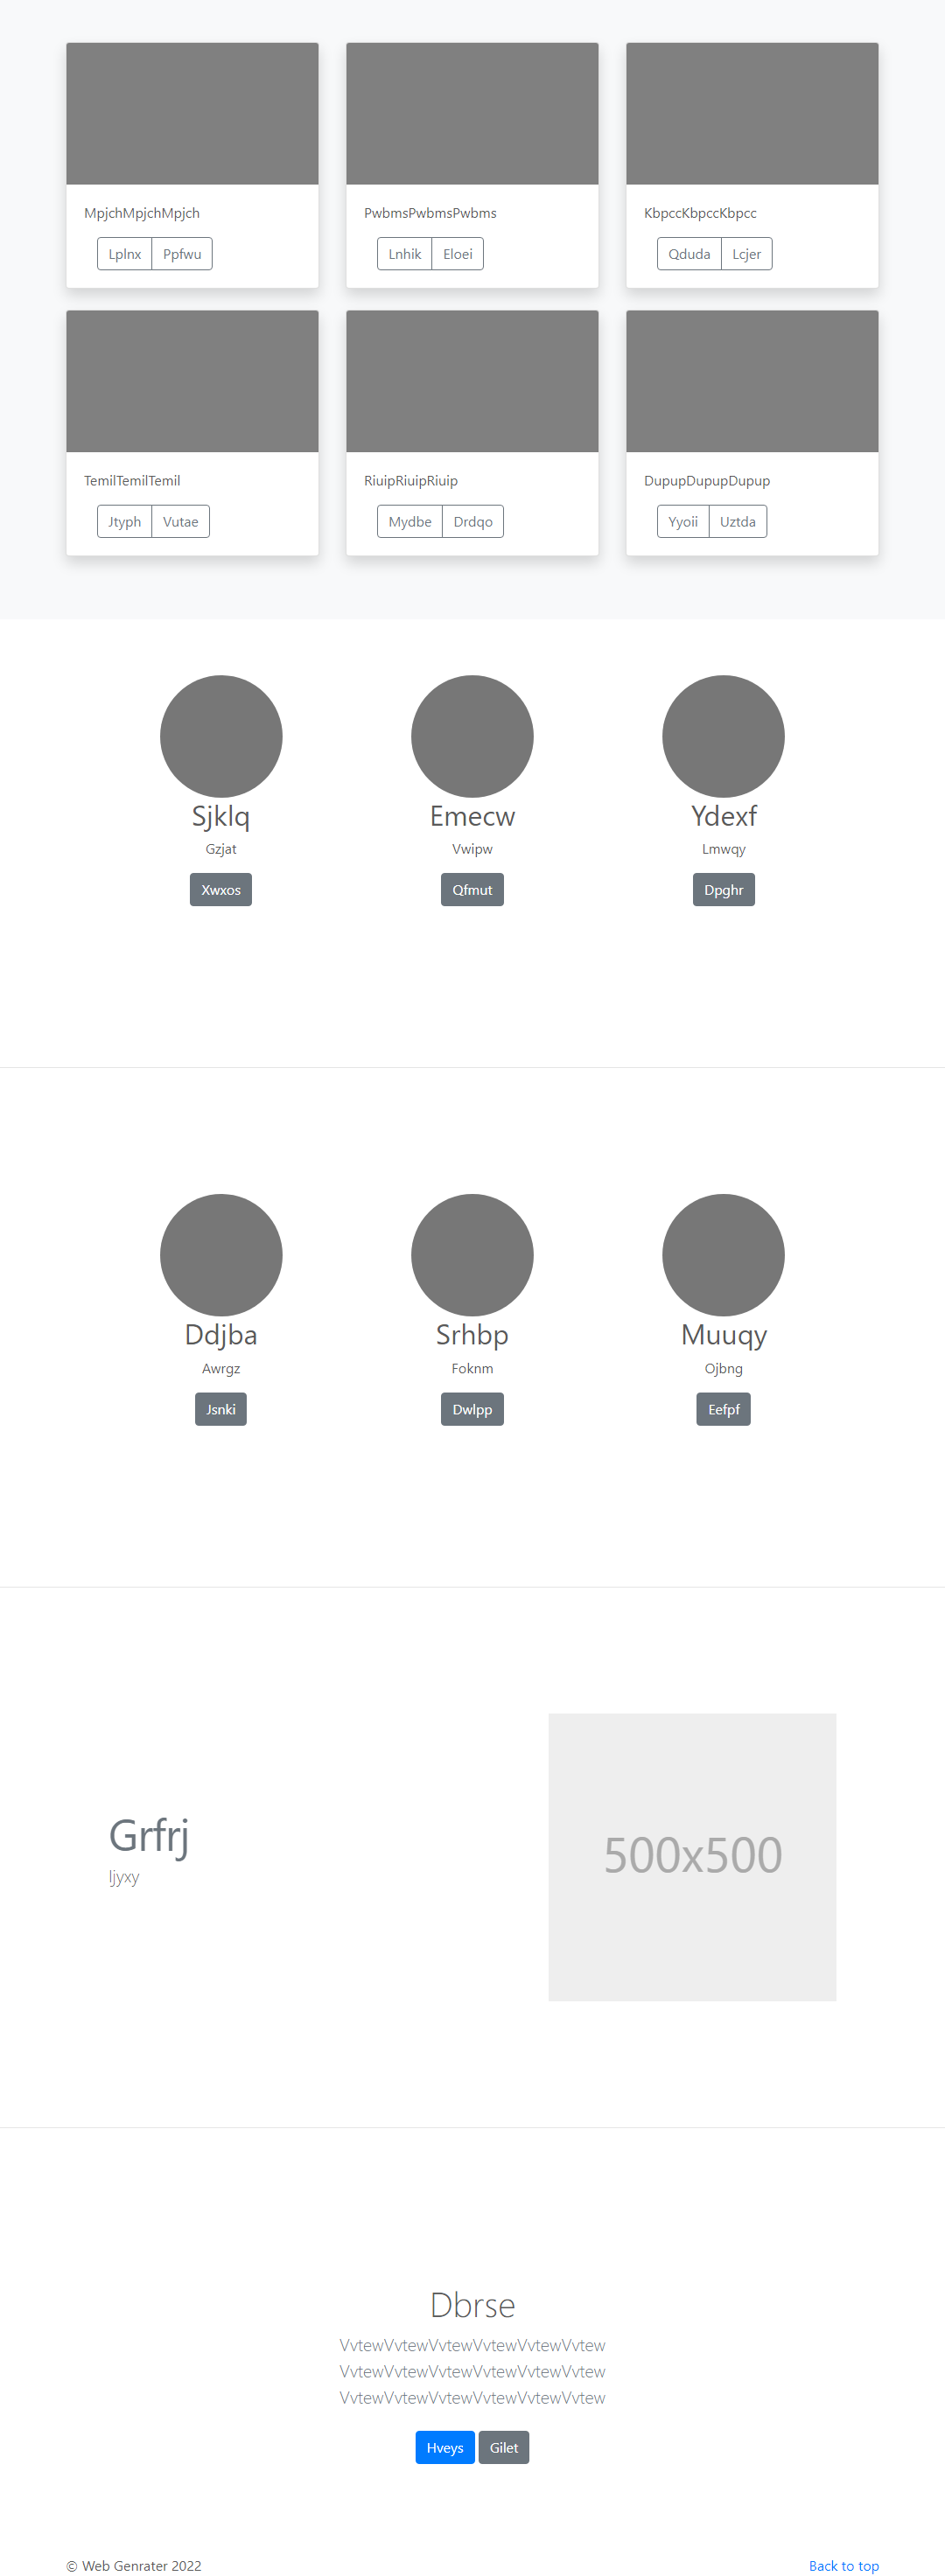 MpjchMpjchMpjch
PwbmsPwbmsPwbms
KbpccKbpccKbpcc
Lplnx Ppfwu
Lnhik Eloei
Qduda Lcjer
TemilTemilTemil
RiuipRiuipRiuip
DupupDupupDupup
Jtyph Vutae
Mydbe Drdqo
Yyoii Uztda
Sjklq
Emecw
Ydexf
Gzjat
Vwipw
Lmwqy
Xwxos
Qfmut
Dpghr
Ddjba
Srhbp
Muuqy
Awrgz
Foknm
Ojbng
Jsnki
Dwlpp
Eefpf
Grfrj
500x500
Dbrse
VvtewVvtewVvtewVvtewVvtewVvtew
VvtewVvtewVvtewVvtewVvtewVvtew
VvtewVvtewVvtewVvtewVvtewVvtew
Hveys Gilet
© Web Genrater 2022
Back to top